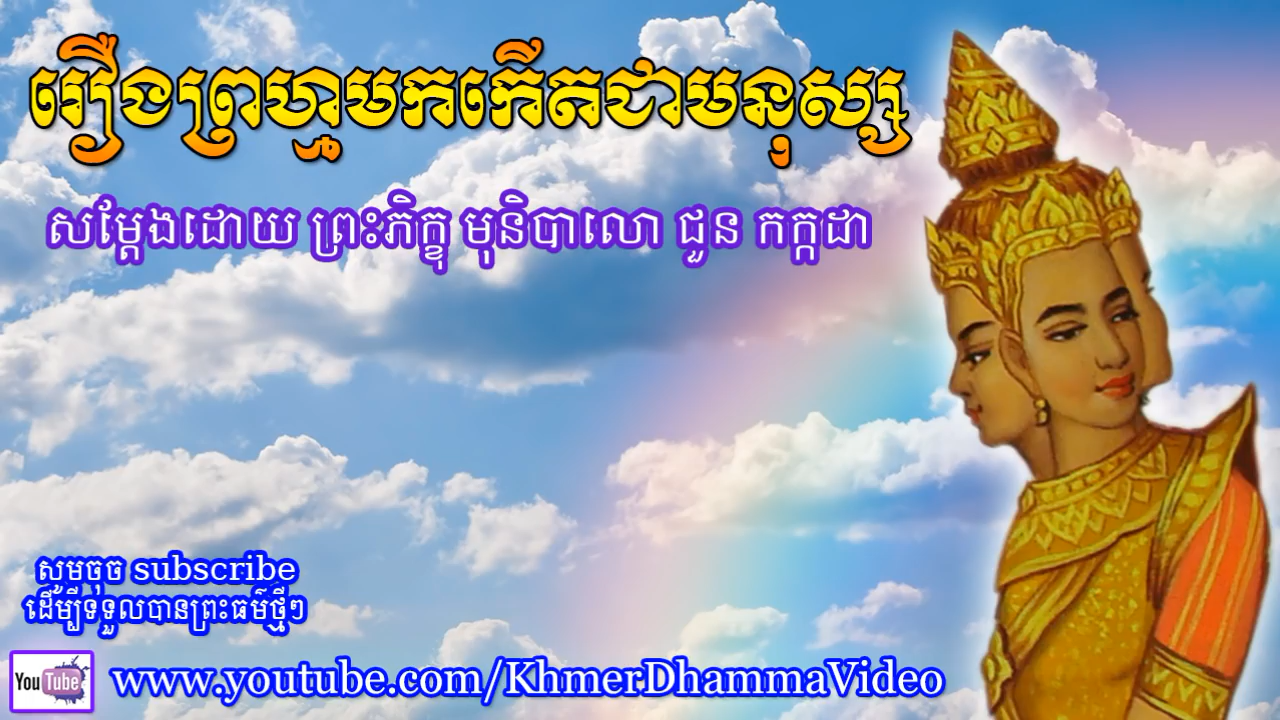 រឿងព្រហ្មមកកើតជាមនុស្ស
សម្ដែងដោយ ព្រះភិក្ខុ មុនិបាលោ ជួន កក្កដា
សូមចុច subscribe
ដើម្បីទទួលបានព្រះធម៌ថ្មីៗ
YouTube
www.youtube.com/KhmerDhammaVideo